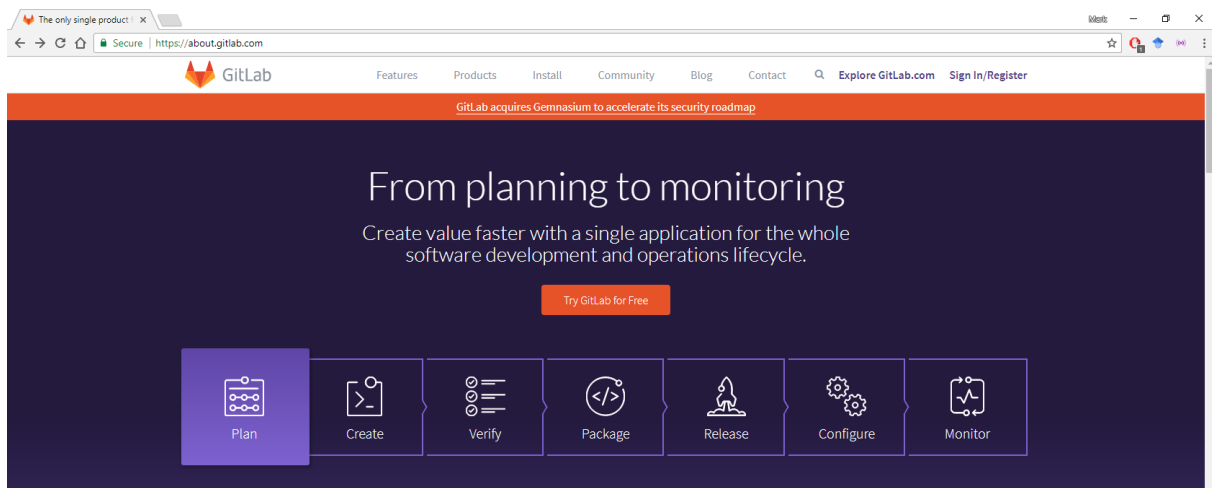 The only single product f
Mark
Secure | https://about.gitlab.com
GitLab Features Products Install Community Blog Contact Explore GitLab.com Sign In/Register
GitLab acquires Gemnasium to accelerate its security roadmap
From planning to monitoring
Create value faster with a single application for the whole
software development and operations lifecycle.
Try GitLab for Free
Plan Create Verify Package Release Configure Monitor